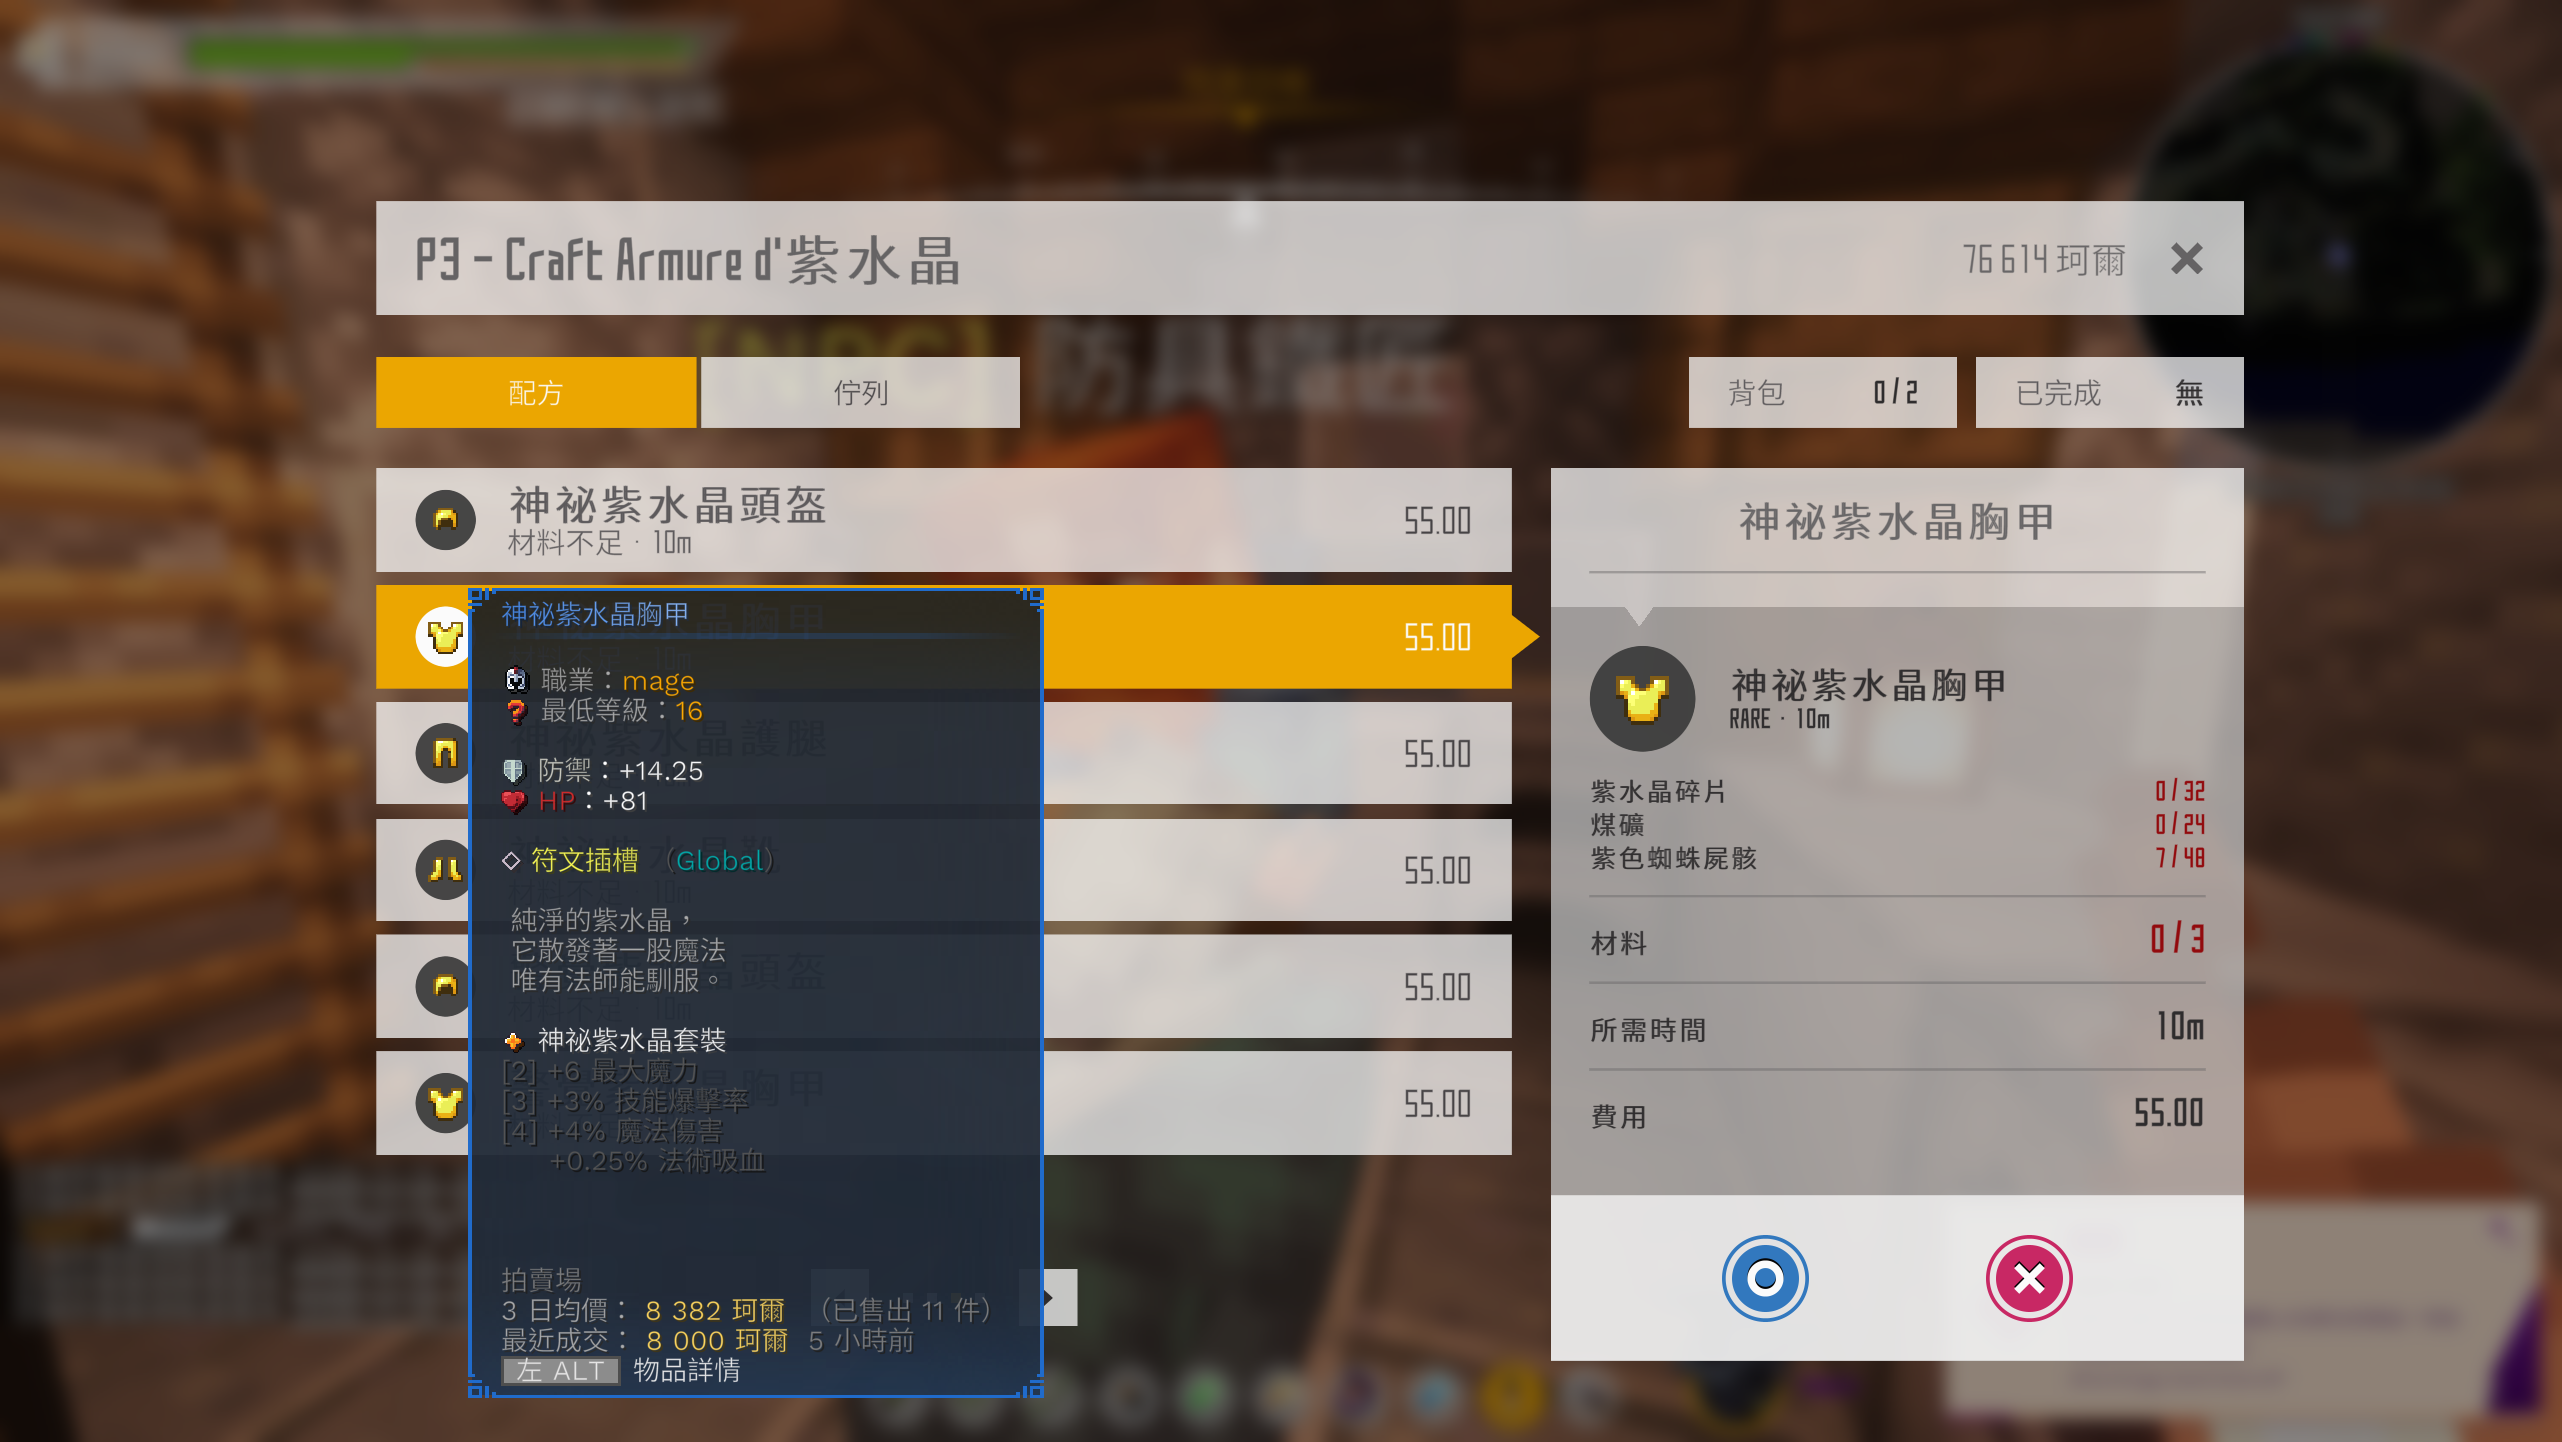 P3 - Craft Armure d'紫水晶
76 614 珂爾
配方
佇列
背包 0/2
已完成 無
[NPC] 防具鐵匠
神祕紫水晶頭盔
材料不足 · 10m
55.00
55.00
55.00
55.00
55.00
55.00
神祕紫水晶胸甲
職業：mage
最低等級：16
防禦：+14.25
HP：+81
◇ 符文插槽 （Global）
純淨的紫水晶，
它散發著一股魔法
唯有法師能馴服。
神祕紫水晶套裝
[2] +6 最大魔力
[3] +3% 技能爆擊率
[4] +4% 魔法傷害
+0.25% 法術吸血
拍賣場
3 日均價： 8 382 珂爾 （已售出 11 件）
最近成交： 8 000 珂爾 5 小時前
左 ALT 物品詳情
神祕紫水晶胸甲
神祕紫水晶胸甲
RARE · 10m
紫水晶碎片 0/32
煤礦 0/24
紫色蜘蛛屍骸 7/48
材料 0/3
所需時間 10m
費用 55.00